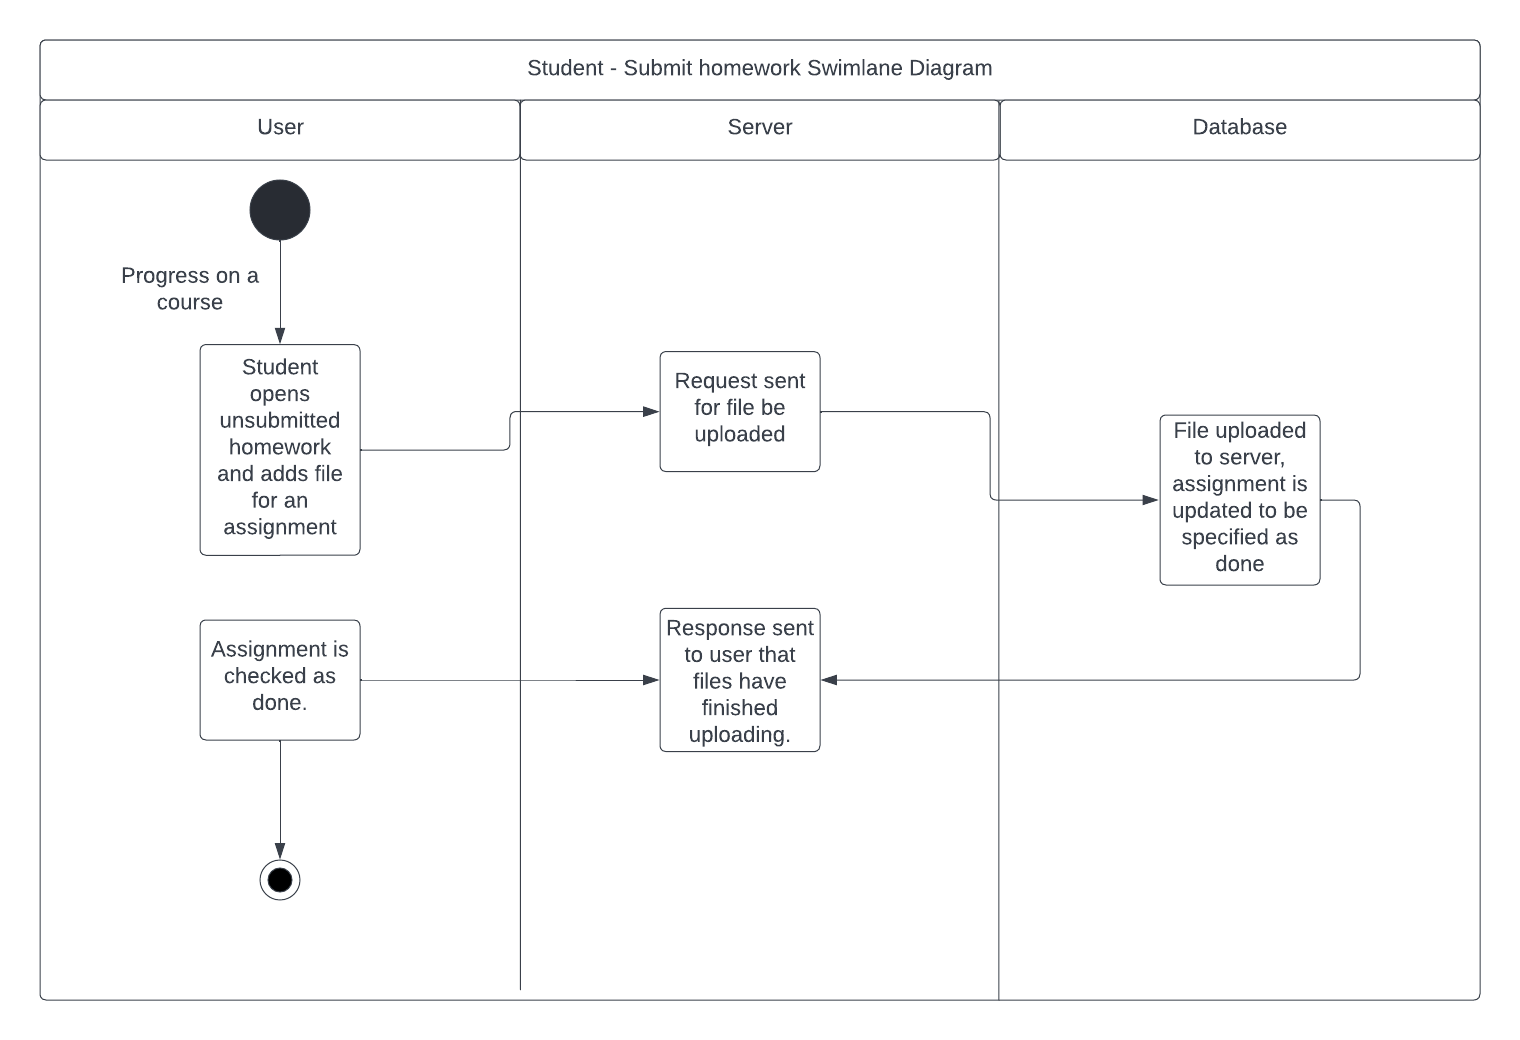 Student - Submit homework Swimlane Diagram
User
Server
Database
Progress on a
course
Student
opens
unsubmitted
homework
and adds file
for an
assignment
Request sent
for file be
uploaded
File uploaded
to server,
assignment is
updated to be
specified as
done
Assignment is
checked as
done.
Response sent
to user that
files have
finished
uploading.